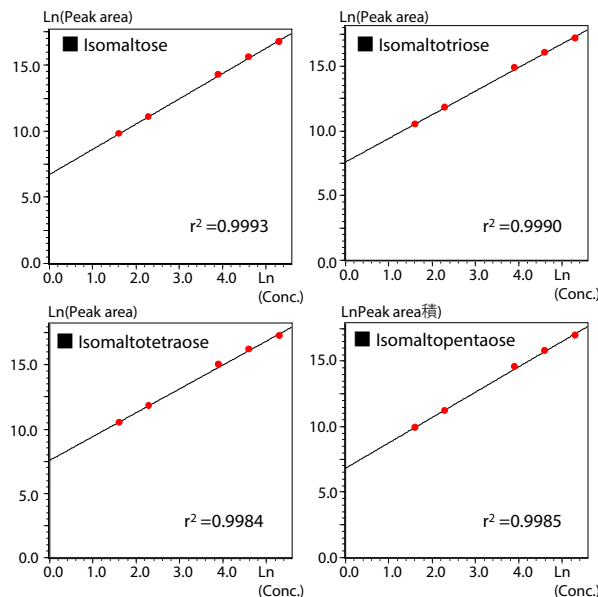 Ln(Peak area)
■ Isomaltose
15.0
10.0
5.0
0.0
r² =0.9993
0.0 1.0 2.0 3.0 4.0 Ln
(Conc.)
Ln(Peak area)
■ Isomaltotriose
15.0
10.0
5.0
0.0
r² =0.9990
0.0 1.0 2.0 3.0 4.0 Ln
(Conc.)
Ln(Peak area)
■ Isomaltotetraose
15.0
10.0
5.0
0.0
r² =0.9984
0.0 1.0 2.0 3.0 4.0 Ln
(Conc.)
LnPeak area積)
■ Isomaltopentaose
15.0
10.0
5.0
0.0
r² =0.9985
0.0 1.0 2.0 3.0 4.0 Ln
(Conc.)